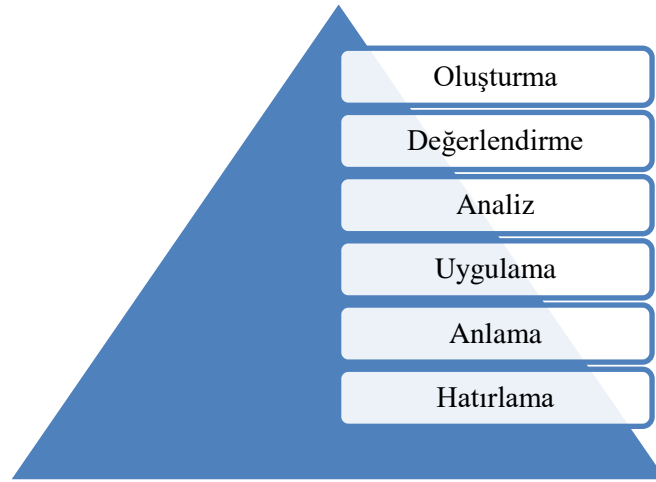 Oluşturma
Değerlendirme
Analiz
Uygulama
Anlama
Hatırlama